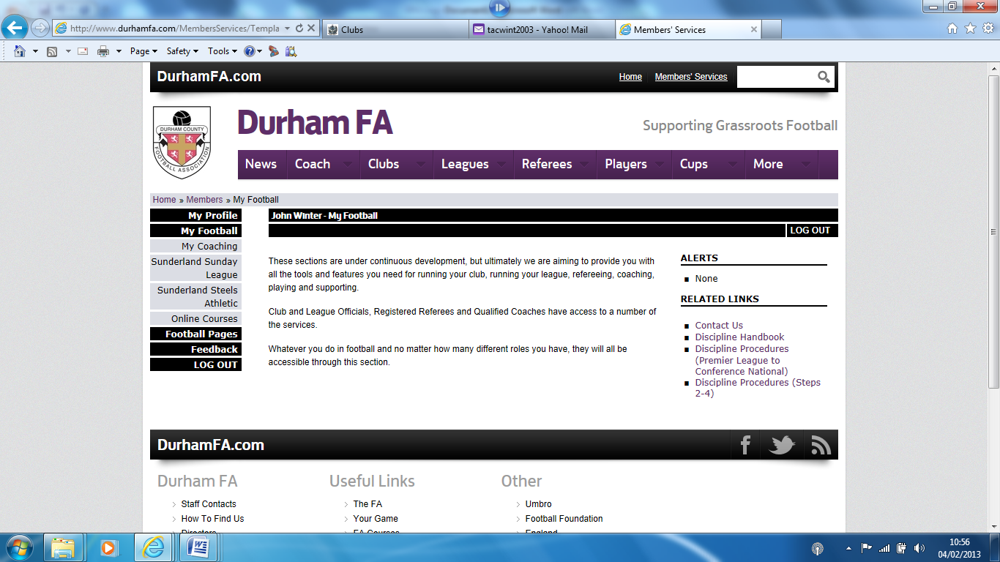 http://www.durhamfa.com/MembersServices/Templa
Clubs
tacwint2003 - Yahoo! Mail
Members' Services
Page
Safety
Tools
DurhamFA.com
Home
Members' Services
DURHAM COUNTY
FOOTBALL ASSOCIATION
Durham FA
Supporting Grassroots Football
News
Coach
Clubs
Leagues
Referees
Players
Cups
More
Home » Members » My Football
My Profile
My Football
My Coaching
Sunderland Sunday
League
Sunderland Steels
Athletic
Online Courses
Football Pages
Feedback
LOG OUT
John Winter - My Football
LOG OUT
These sections are under continuous development, but ultimately we are aiming to provide you with
all the tools and features you need for running your club, running your league, refereeing, coaching,
playing and supporting.
Club and League Officials, Registered Referees and Qualified Coaches have access to a number of
the services.
Whatever you do in football and no matter how many different roles you have, they will all be
accessible through this section.
ALERTS
None
RELATED LINKS
Contact Us
Discipline Handbook
Discipline Procedures
(Premier League to
Conference National)
Discipline Procedures (Steps
2-4)
DurhamFA.com
Durham FA
Staff Contacts
How To Find Us
Directors
Useful Links
The FA
Your Game
FA Courses
Other
Umbro
Football Foundation
England
10:56
04/02/2013